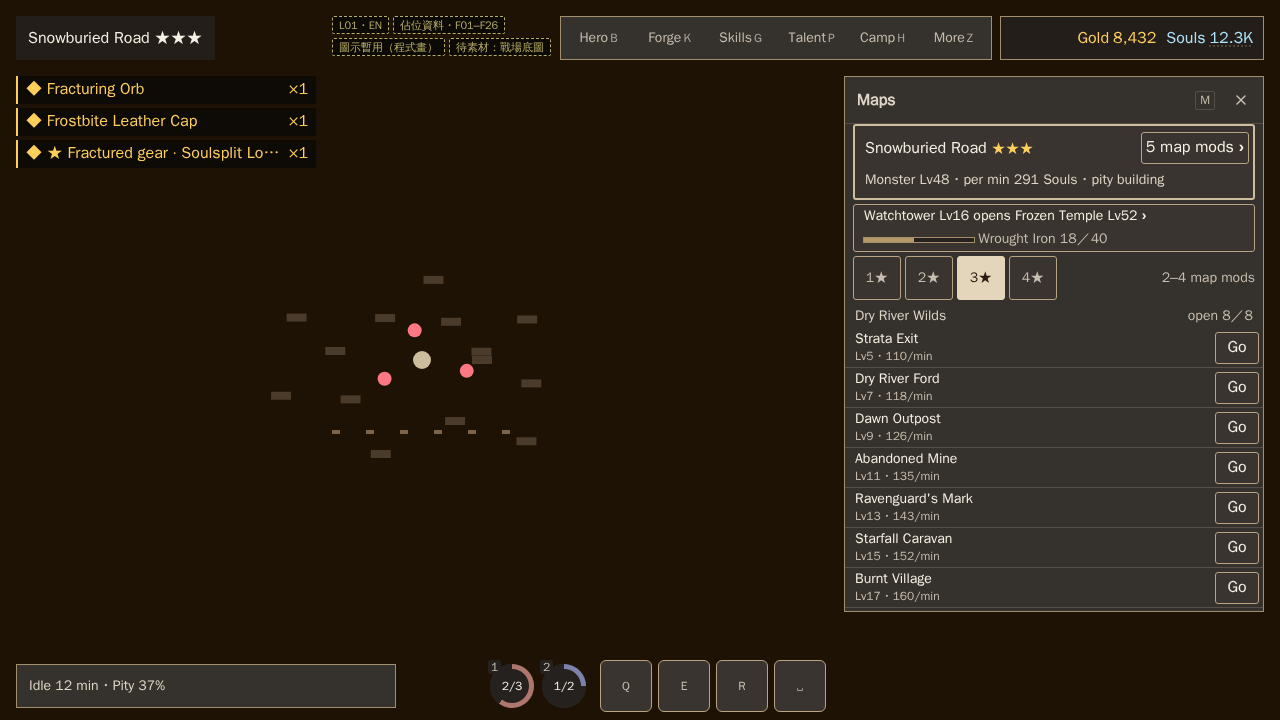 Snowburied Road ★★★
L01・EN
佔位資料・F01–F26
圖示暫用（程式畫）
待素材：戰場底圖
Hero B
Forge K
Skills G
Talent P
Camp H
More Z
Gold 8,432 Souls 12.3K
◆ Fracturing Orb ×1
◆ Frostbite Leather Cap ×1
◆ ★ Fractured gear · Soulsplit Lo⋯ ×1
Maps M ✕
Snowburied Road ★★★ 5 map mods ›
Monster Lv48・per min 291 Souls・pity building
Watchtower Lv16 opens Frozen Temple Lv52 ›
Wrought Iron 18／40
1★ 2★ 3★ 4★ 2–4 map mods
Dry River Wilds open 8／8
Strata Exit
Lv5・110/min
Go
Dry River Ford
Lv7・118/min
Go
Dawn Outpost
Lv9・126/min
Go
Abandoned Mine
Lv11・135/min
Go
Ravenguard's Mark
Lv13・143/min
Go
Starfall Caravan
Lv15・152/min
Go
Burnt Village
Lv17・160/min
Go
Idle 12 min · Pity 37%
1 2/3
2 1/2
Q E R ␣